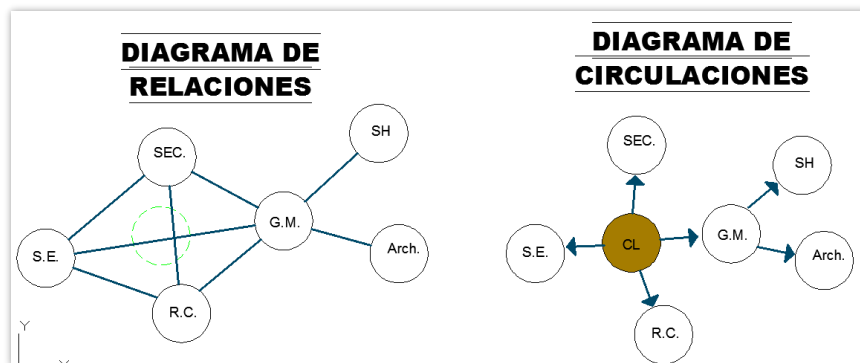 DIAGRAMA DE
RELACIONES
SEC.
SH
S.E.
G.M.
Arch.
R.C.
Y
X
DIAGRAMA DE
CIRCULACIONES
SEC.
SH
S.E.
CL
G.M.
Arch.
R.C.